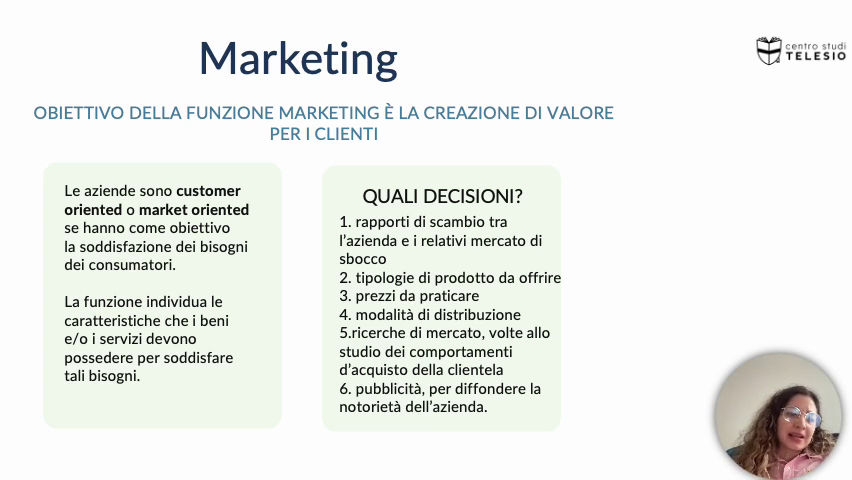 Marketing
centro studi
TELESIO
OBIETTIVO DELLA FUNZIONE MARKETING È LA CREAZIONE DI VALORE
PER I CLIENTI
Le aziende sono customer
oriented o market oriented
se hanno come obiettivo
la soddisfazione dei bisogni
dei consumatori.
La funzione individua le
caratteristiche che i beni
e/o i servizi devono
possedere per soddisfare
tali bisogni.
QUALI DECISIONI?
1. rapporti di scambio tra
l’azienda e i relativi mercato di
sbocco
2. tipologie di prodotto da offrire
3. prezzi da praticare
4. modalità di distribuzione
5.ricerche di mercato, volte allo
studio dei comportamenti
d’acquisto della clientela
6. pubblicità, per diffondere la
notorietà dell’azienda.